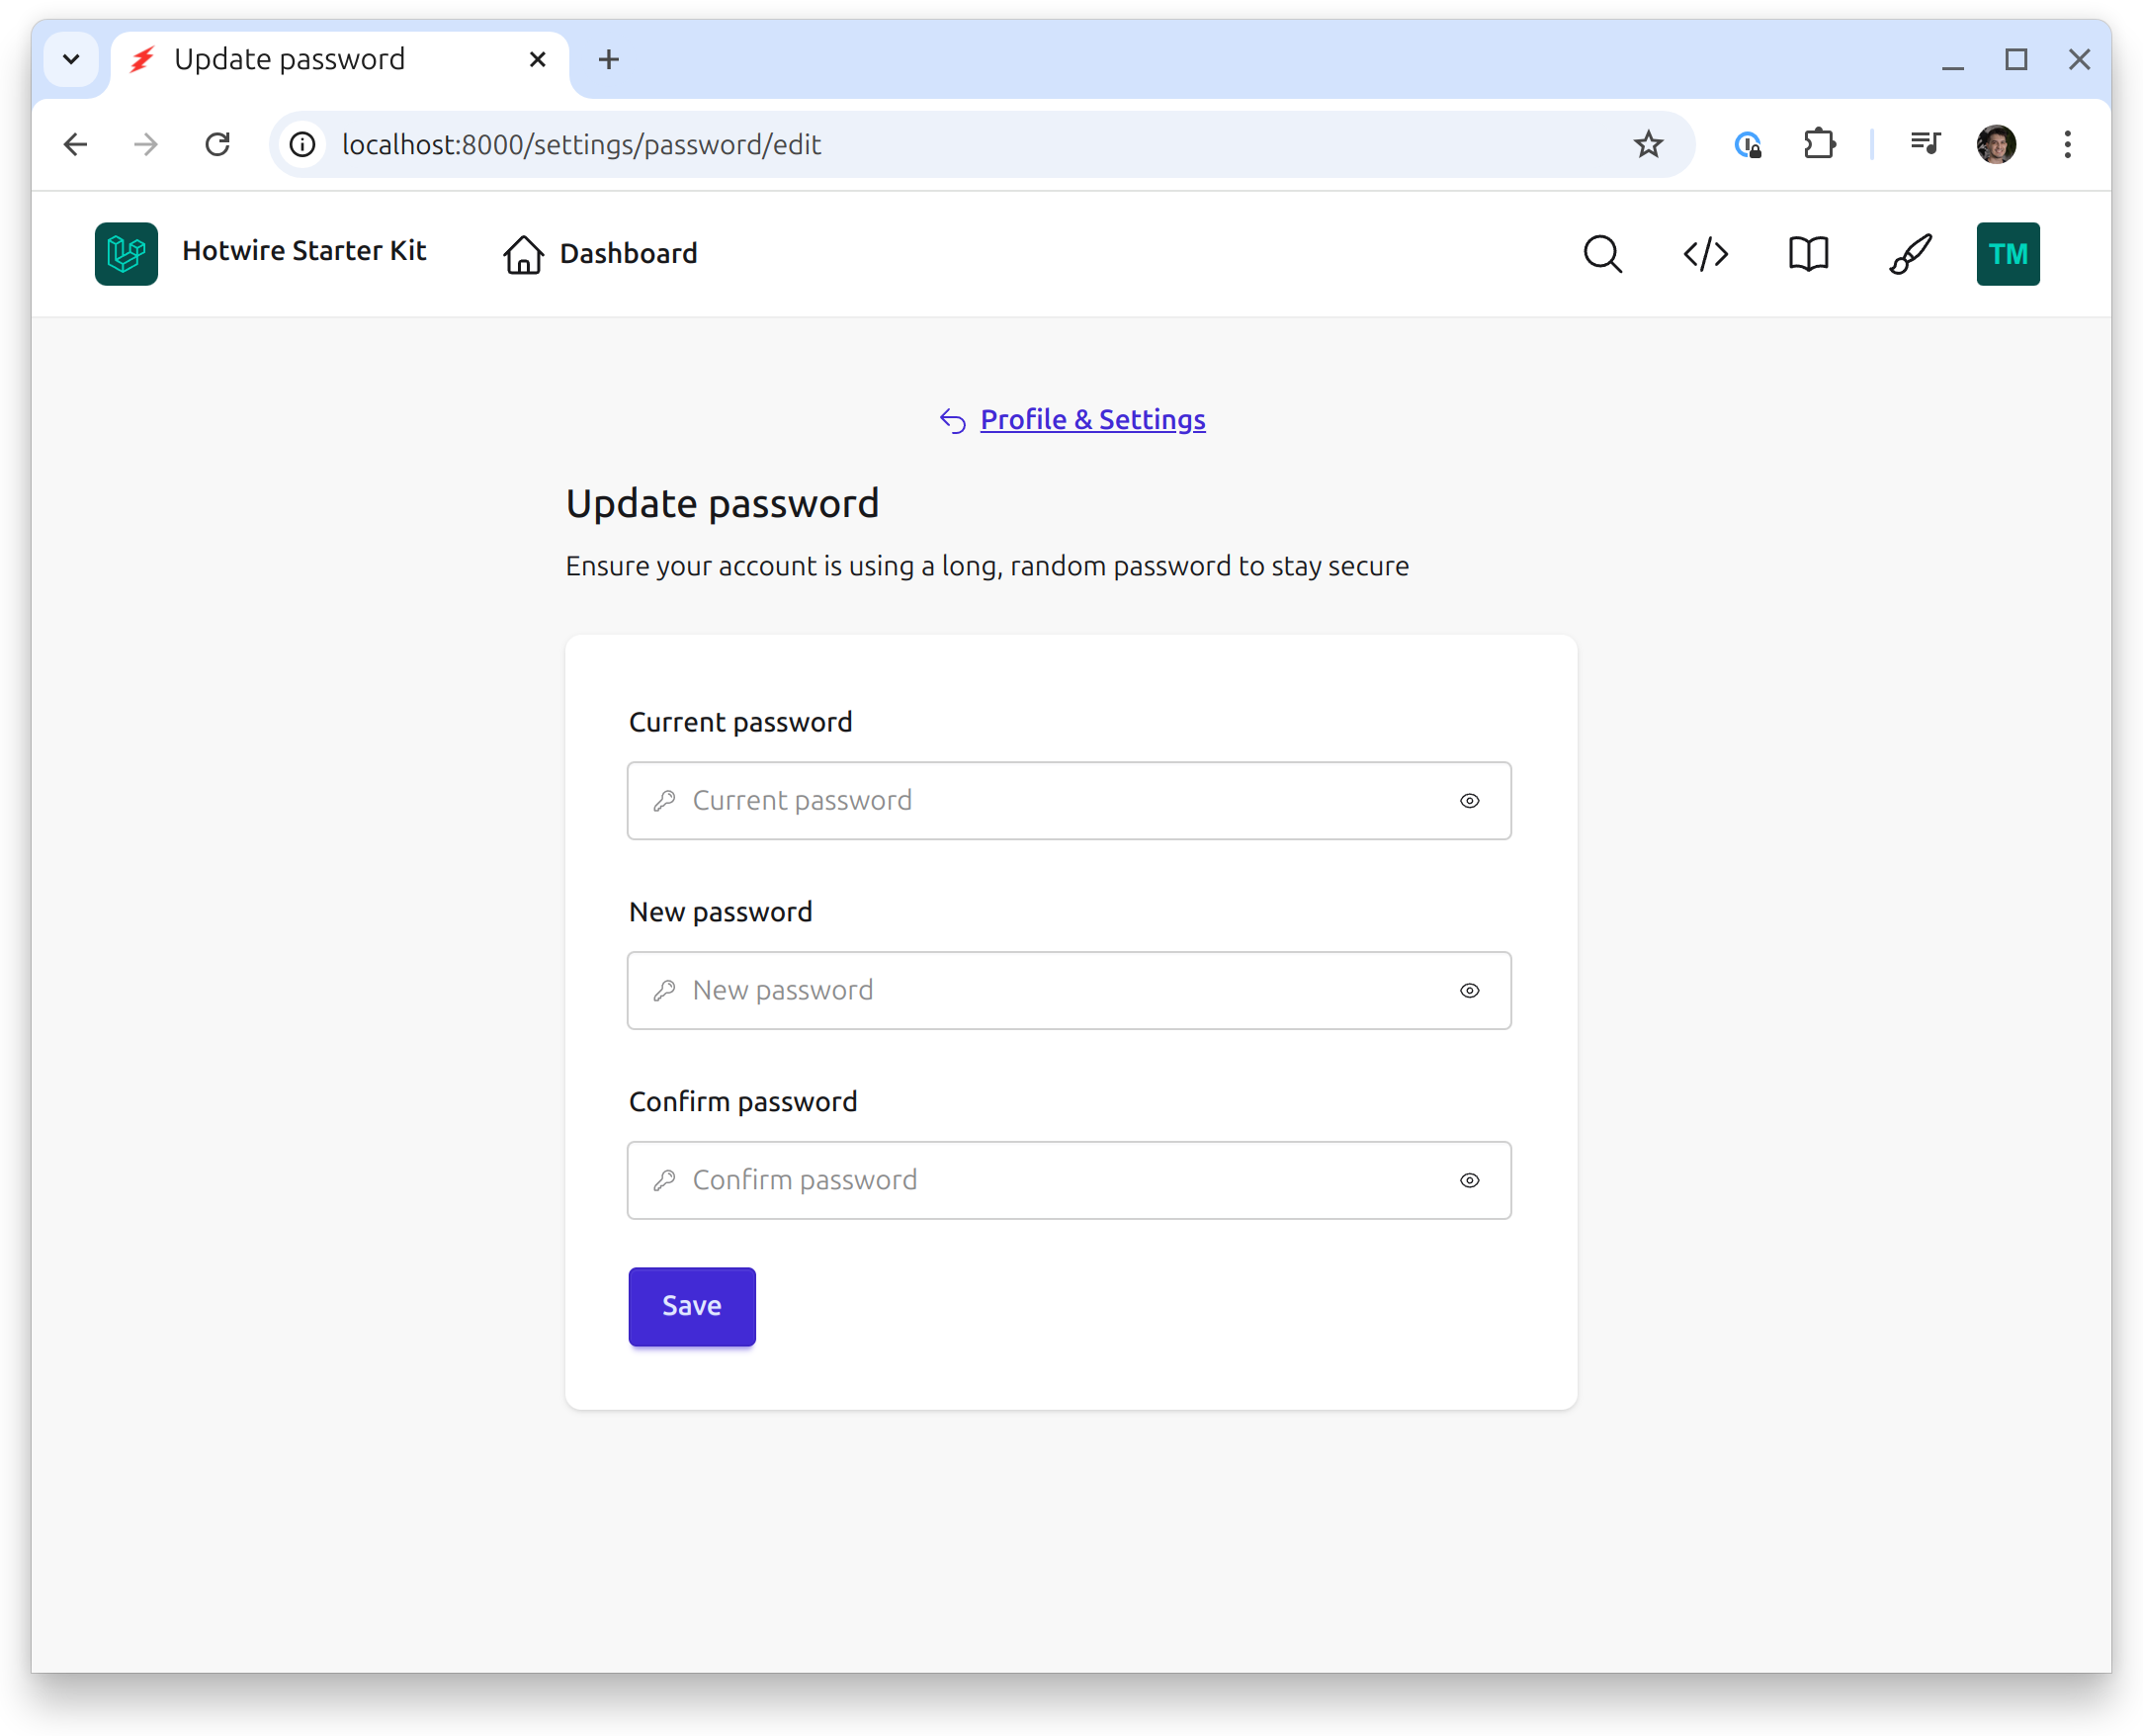 Update password
localhost:8000/settings/password/edit
Hotwire Starter Kit
Dashboard
TM
Profile & Settings
Update password
Ensure your account is using a long, random password to stay secure
Current password
Current password
New password
New password
Confirm password
Confirm password
Save